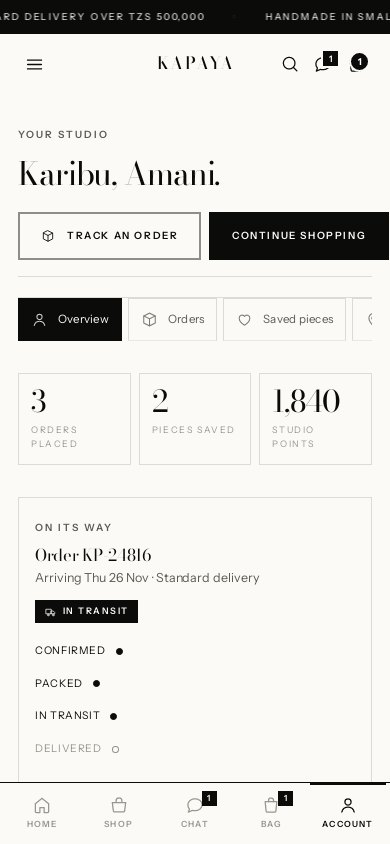 ARD DELIVERY OVER TZS 500,000 · HANDMADE IN SMAL
KAPAYA
1
1
YOUR STUDIO
Karibu, Amani.
TRACK AN ORDER
CONTINUE SHOPPING
Overview
Orders
Saved pieces
3
ORDERS
PLACED
2
PIECES SAVED
1,840
STUDIO
POINTS
ON ITS WAY
Order KP-24816
Arriving Thu 26 Nov · Standard delivery
IN TRANSIT
CONFIRMED
PACKED
IN TRANSIT
DELIVERED
HOME
SHOP
1
CHAT
1
BAG
ACCOUNT